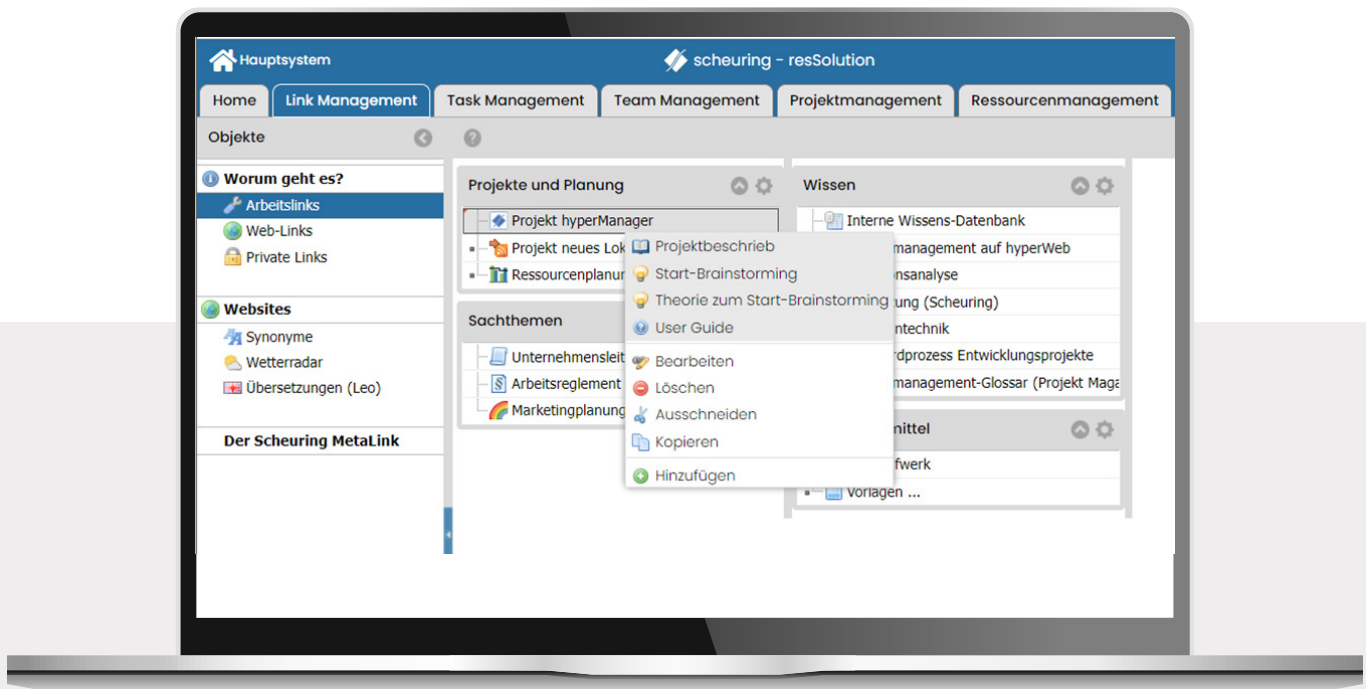 Hauptsystem
scheuring - resSolution
Home
Link Management
Task Management
Team Management
Projektmanagement
Ressourcenmanagement
Objekte
Worum geht es?
Arbeitslinks
Web-Links
Private Links
Websites
Synonyme
Wetterradar
Übersetzungen (Leo)
Der Scheuring MetaLink
Projekte und Planung
Projekt hyperManager
Projekt neues Lok
Ressourcenplanun
Sachthemen
Unternehmensleit
Arbeitsreglement
Marketingplanung
Projektbeschrieb
Start-Brainstorming
Theorie zum Start-Brainstorming
User Guide
Bearbeiten
Löschen
Ausschneiden
Kopieren
Hinzufügen
Wissen
Interne Wissens-Datenbank
management auf hyperWeb
nsanalyse
ung (Scheuring)
ntechnik
rdprozess Entwicklungsprojekte
management-Glossar (Projekt Maga
mittel
fwerk
Vorlagen ...